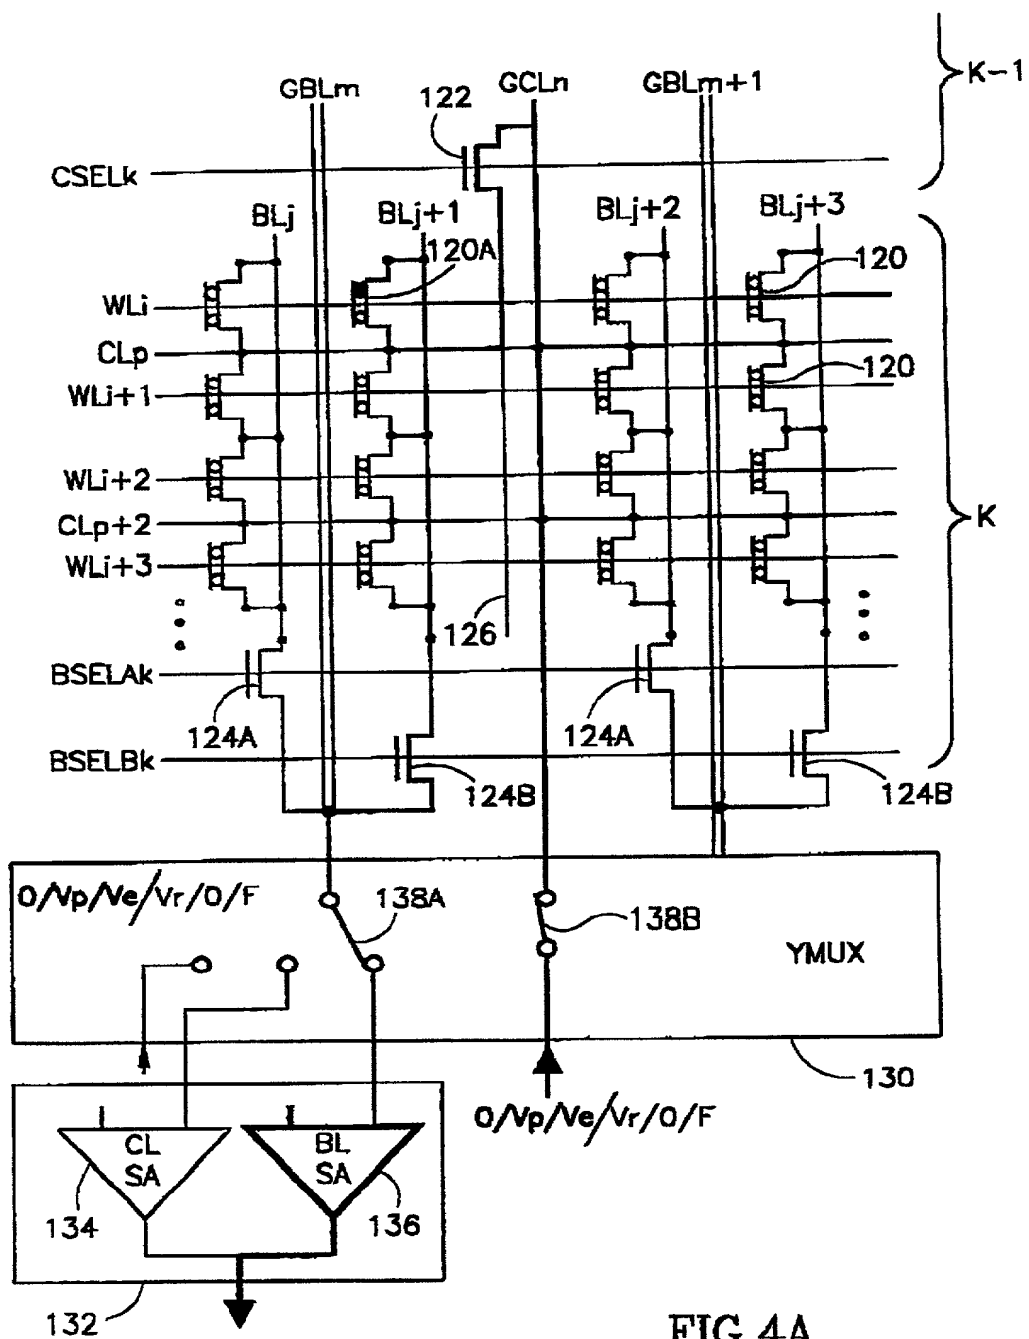 K-1
GBLm
GCLn
GBLm+1
122
CSELk
BLj
BLj+1
BLj+2
BLj+3
120A
120
WLi
CLp
120
WLi+1
WLi+2
K
CLp+2
WLi+3
126
BSELAk
124A
124A
BSELBk
124B
124B
0/Vp/Ve/Vr/0/F
138A
138B
YMUX
130
0/Vp/Ve/Vr/0/F
CL
SA
BL
SA
134
136
132
FIG.4A